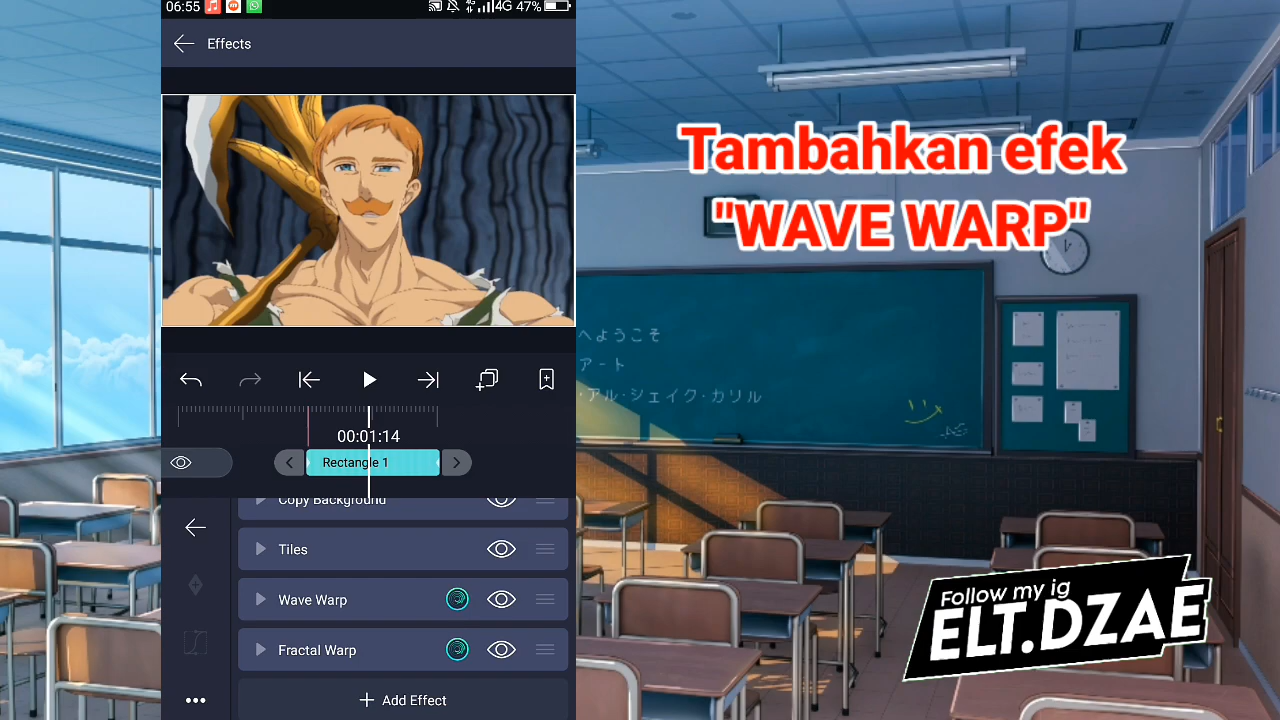 06:55
4G 47%
Effects
Tambahkan efek
"WAVE WARP"
へようこそ
アート
・アル・シェイク・カリル
00:01:14
Rectangle 1
Copy Background
Tiles
Wave Warp
Fractal Warp
Add Effect
Follow my ig
ELT.DZAE